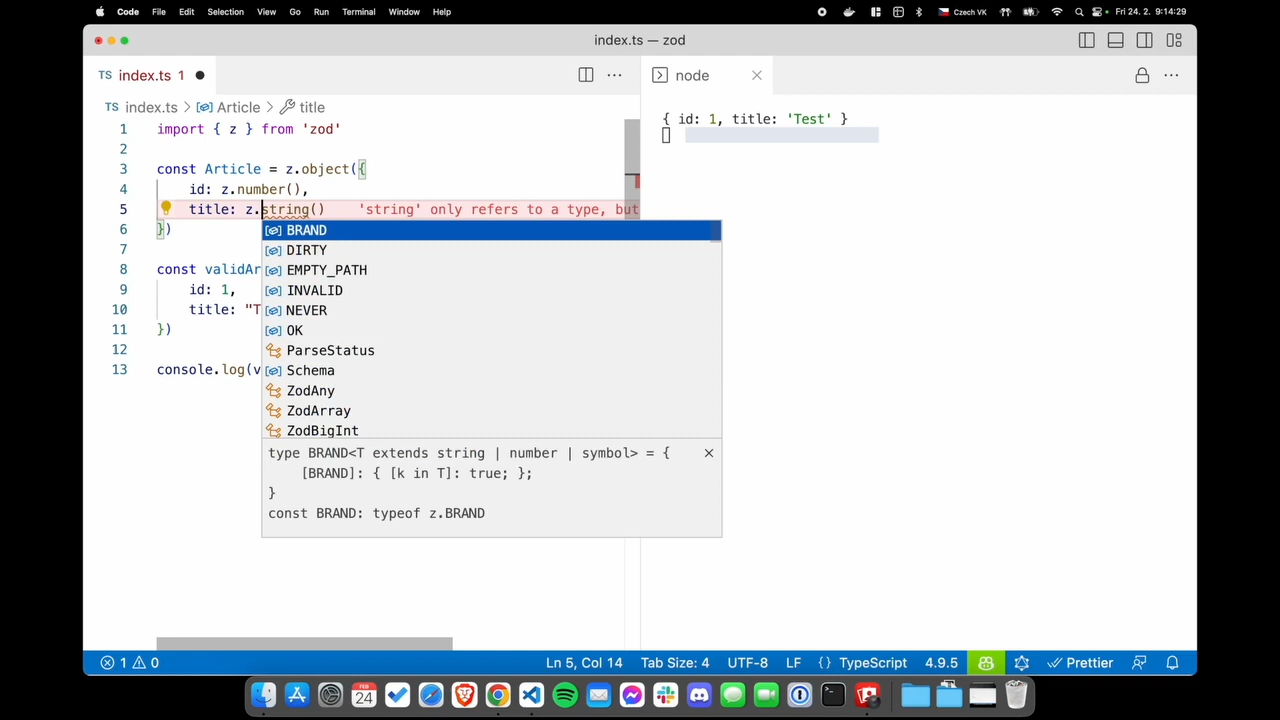 Code File Edit Selection View Go Run Terminal Window Help Czech VK Fri 24. 2. 9:14:29
index.ts — zod
TS index.ts 1
node
TS index.ts > Article > title
1 import { z } from 'zod'
2
3 const Article = z.object({
4 id: z.number(),
5 title: z.string() 'string' only refers to a type, but
6 })
7
8 const validAr
9 id: 1,
10 title: "T
11 })
12
13 console.log(v
BRAND
DIRTY
EMPTY_PATH
INVALID
NEVER
OK
ParseStatus
Schema
ZodAny
ZodArray
ZodBigInt
type BRAND<T extends string | number | symbol> = {
[BRAND]: { [k in T]: true; };
}
const BRAND: typeof z.BRAND
{ id: 1, title: 'Test' }
1 0 Ln 5, Col 14 Tab Size: 4 UTF-8 LF {} TypeScript 4.9.5 Prettier
FEB
24